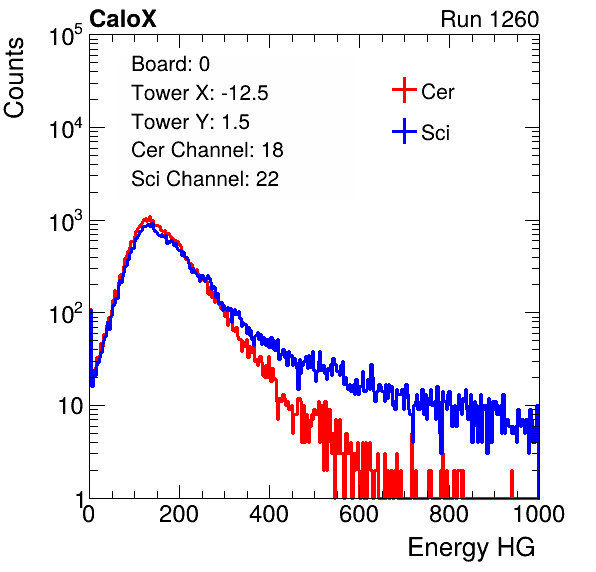 CaloX Run 1260
Counts
Board: 0
Tower X: -12.5
Tower Y: 1.5
Cer Channel: 18
Sci Channel: 22
Cer
Sci
10^5
10^4
10^3
10^2
10
1
0 200 400 600 800 1000
Energy HG